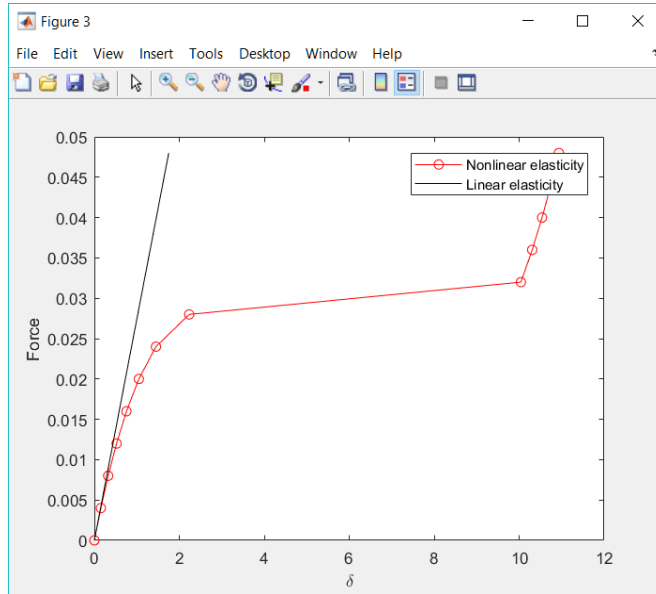 Figure 3
File Edit View Insert Tools Desktop Window Help
0.05
0.045
0.04
0.035
0.03
0.025
0.02
0.015
0.01
0.005
0
Force
Nonlinear elasticity
Linear elasticity
0 2 4 6 8 10 12
δ